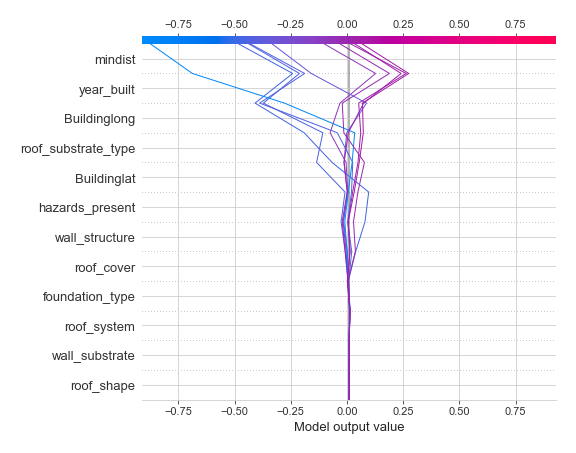 −0.75 −0.50 −0.25 0.00 0.25 0.50 0.75
mindist
year_built
Buildinglong
roof_substrate_type
Buildinglat
hazards_present
wall_structure
roof_cover
foundation_type
roof_system
wall_substrate
roof_shape
−0.75 −0.50 −0.25 0.00 0.25 0.50 0.75
Model output value